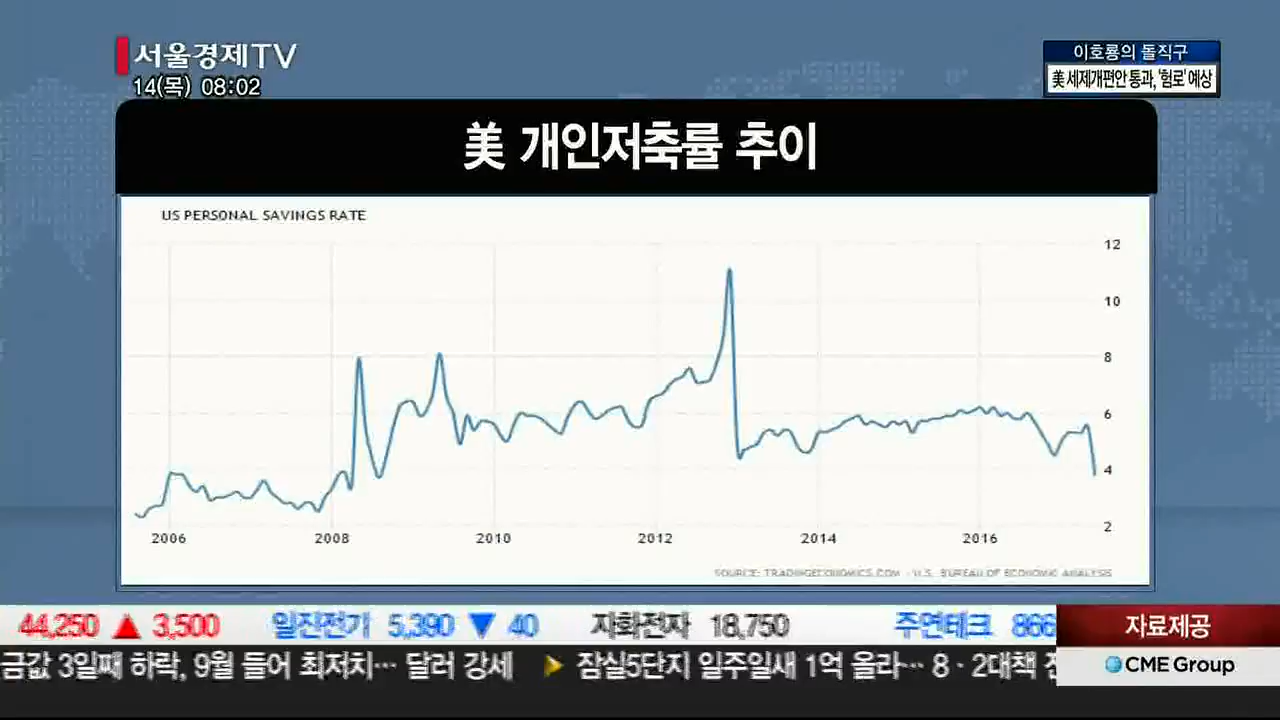 서울경제TV
14(목) 08:02
이호룡의 돌직구
美 세제개편안 통과, '험로' 예상
美 개인저축률 추이
US PERSONAL SAVINGS RATE
12
10
8
6
4
2
2006 2008 2010 2012 2014 2016
SOURCE: TRADINGECONOMICS.COM - U.S. BUREAU OF ECONOMIC ANALYSIS
44,250 ▲ 3,500 일진전기 5,390 ▼ 40 자화전자 18,750 주연테크 866
자료제공
금값 3일째 하락, 9월 들어 최저치… 달러 강세 ▶ 잠실5단지 일주일새 1억 올라… 8·2대책
CME Group